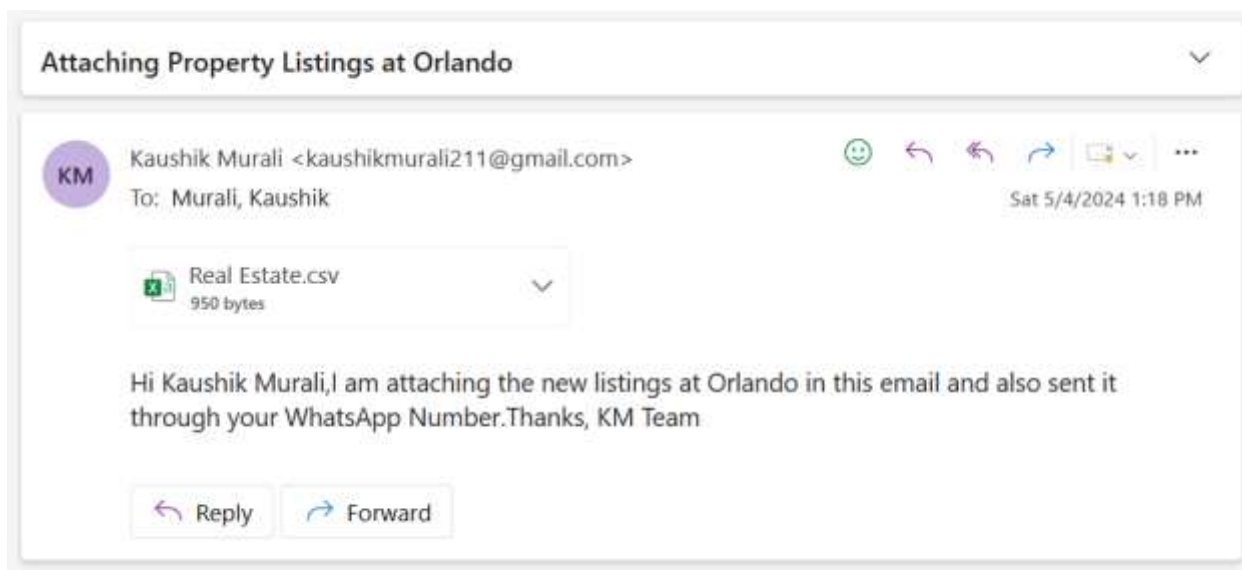 Attaching Property Listings at Orlando
KM
Kaushik Murali <kaushikmurali211@gmail.com>
To: Murali, Kaushik
Sat 5/4/2024 1:18 PM
Real Estate.csv
950 bytes
Hi Kaushik Murali,I am attaching the new listings at Orlando in this email and also sent it
through your WhatsApp Number.Thanks, KM Team
Reply
Forward